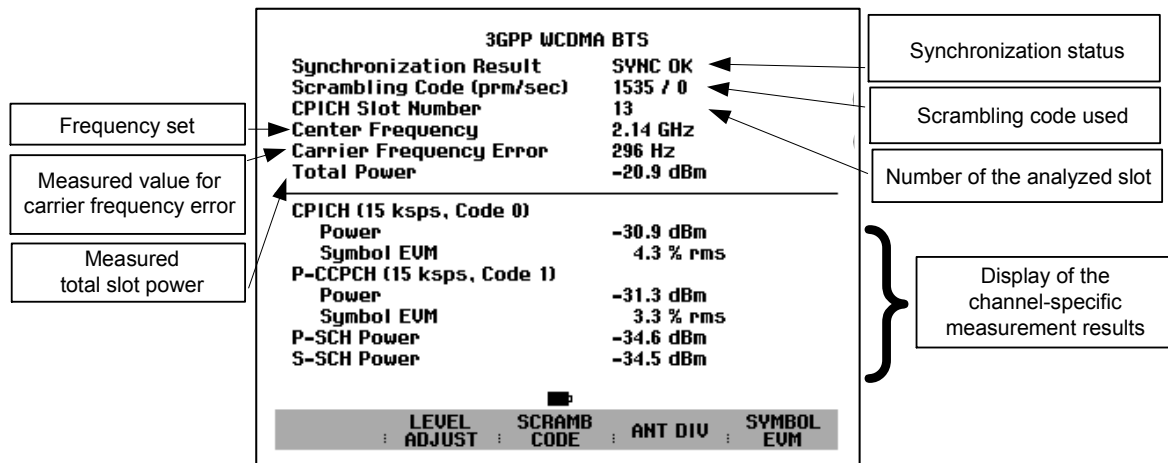 3GPP WCDMA BTS
Synchronization Result SYNC OK
Scrambling Code (prm/sec) 1535 / 0
CPICH Slot Number 13
Center Frequency 2.14 GHz
Carrier Frequency Error 296 Hz
Total Power -20.9 dBm
CPICH (15 ksps, Code 0)
Power -30.9 dBm
Symbol EVM 4.3 % rms
P-CCPCH (15 ksps, Code 1)
Power -31.3 dBm
Symbol EVM 3.3 % rms
P-SCH Power -34.6 dBm
S-SCH Power -34.5 dBm
LEVEL ADJUST
SCRAMB CODE
ANT DIV
SYMBOL EVM
Frequency set
Measured value for
carrier frequency error
Measured
total slot power
Synchronization status
Scrambling code used
Number of the analyzed slot
Display of the
channel-specific
measurement results